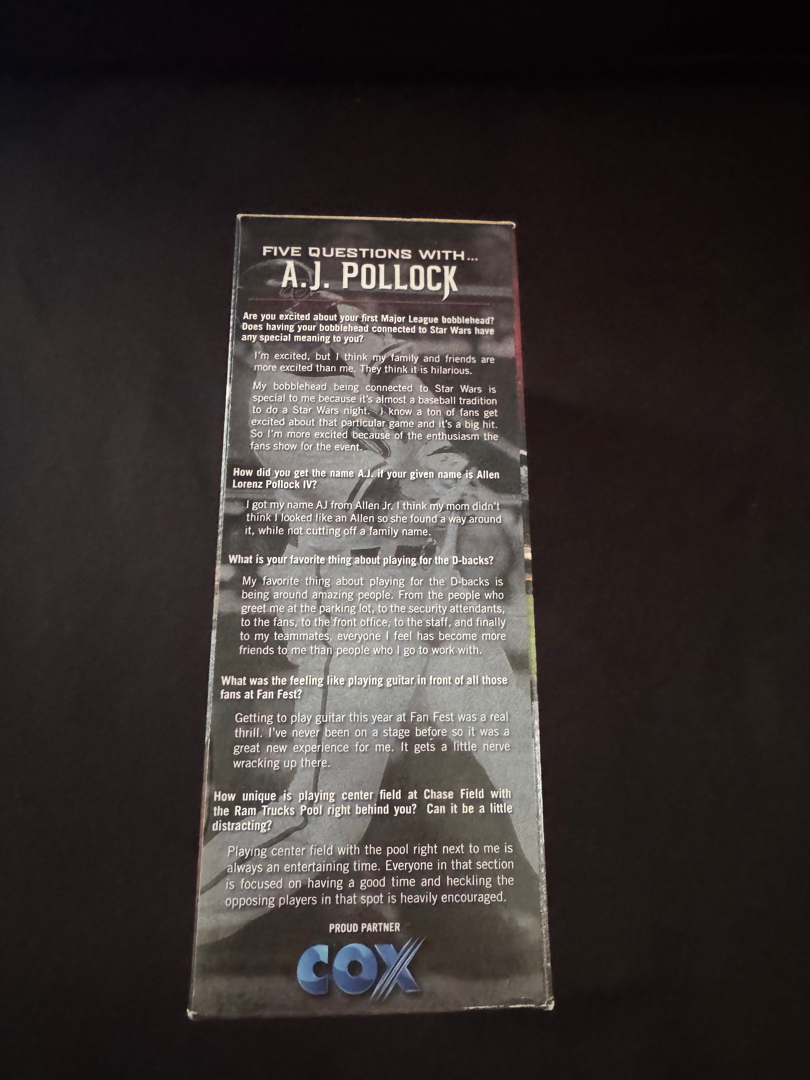 FIVE QUESTIONS WITH...
A.J. POLLOCK
Are you excited about your first Major League bobblehead?
Does having your bobblehead connected to Star Wars have
any special meaning to you?
I'm excited, but I think my family and friends are
more excited than me. They think it is hilarious.
My bobblehead being connected to Star Wars is
special to me because it's almost a baseball tradition
to do a Star Wars night. I know a ton of fans get
excited about that particular game and it's a big hit.
So I'm more excited because of the enthusiasm the
fans show for the event.
How did you get the name A.J. if your given name is Allen
Lorenz Pollock IV?
I got my name AJ from Allen Jr. I think my mom didn't
think I looked like an Allen so she found a way around
it, while not cutting off a family name.
What is your favorite thing about playing for the D-backs?
My favorite thing about playing for the D-backs is
being around amazing people. From the people who
greet me at the parking lot, to the security attendants,
to the fans, to the front office, to the staff, and finally
to my teammates, everyone I feel has become more
friends to me than people who I go to work with.
What was the feeling like playing guitar in front of all those
fans at Fan Fest?
Getting to play guitar this year at Fan Fest was a real
thrill. I've never been on a stage before so it was a
great new experience for me. It gets a little nerve
wracking up there.
How unique is playing center field at Chase Field with
the Ram Trucks Pool right behind you? Can it be a little
distracting?
Playing center field with the pool right next to me is
always an entertaining time. Everyone in that section
is focused on having a good time and heckling the
opposing players in that spot is heavily encouraged.
PROUD PARTNER
COX